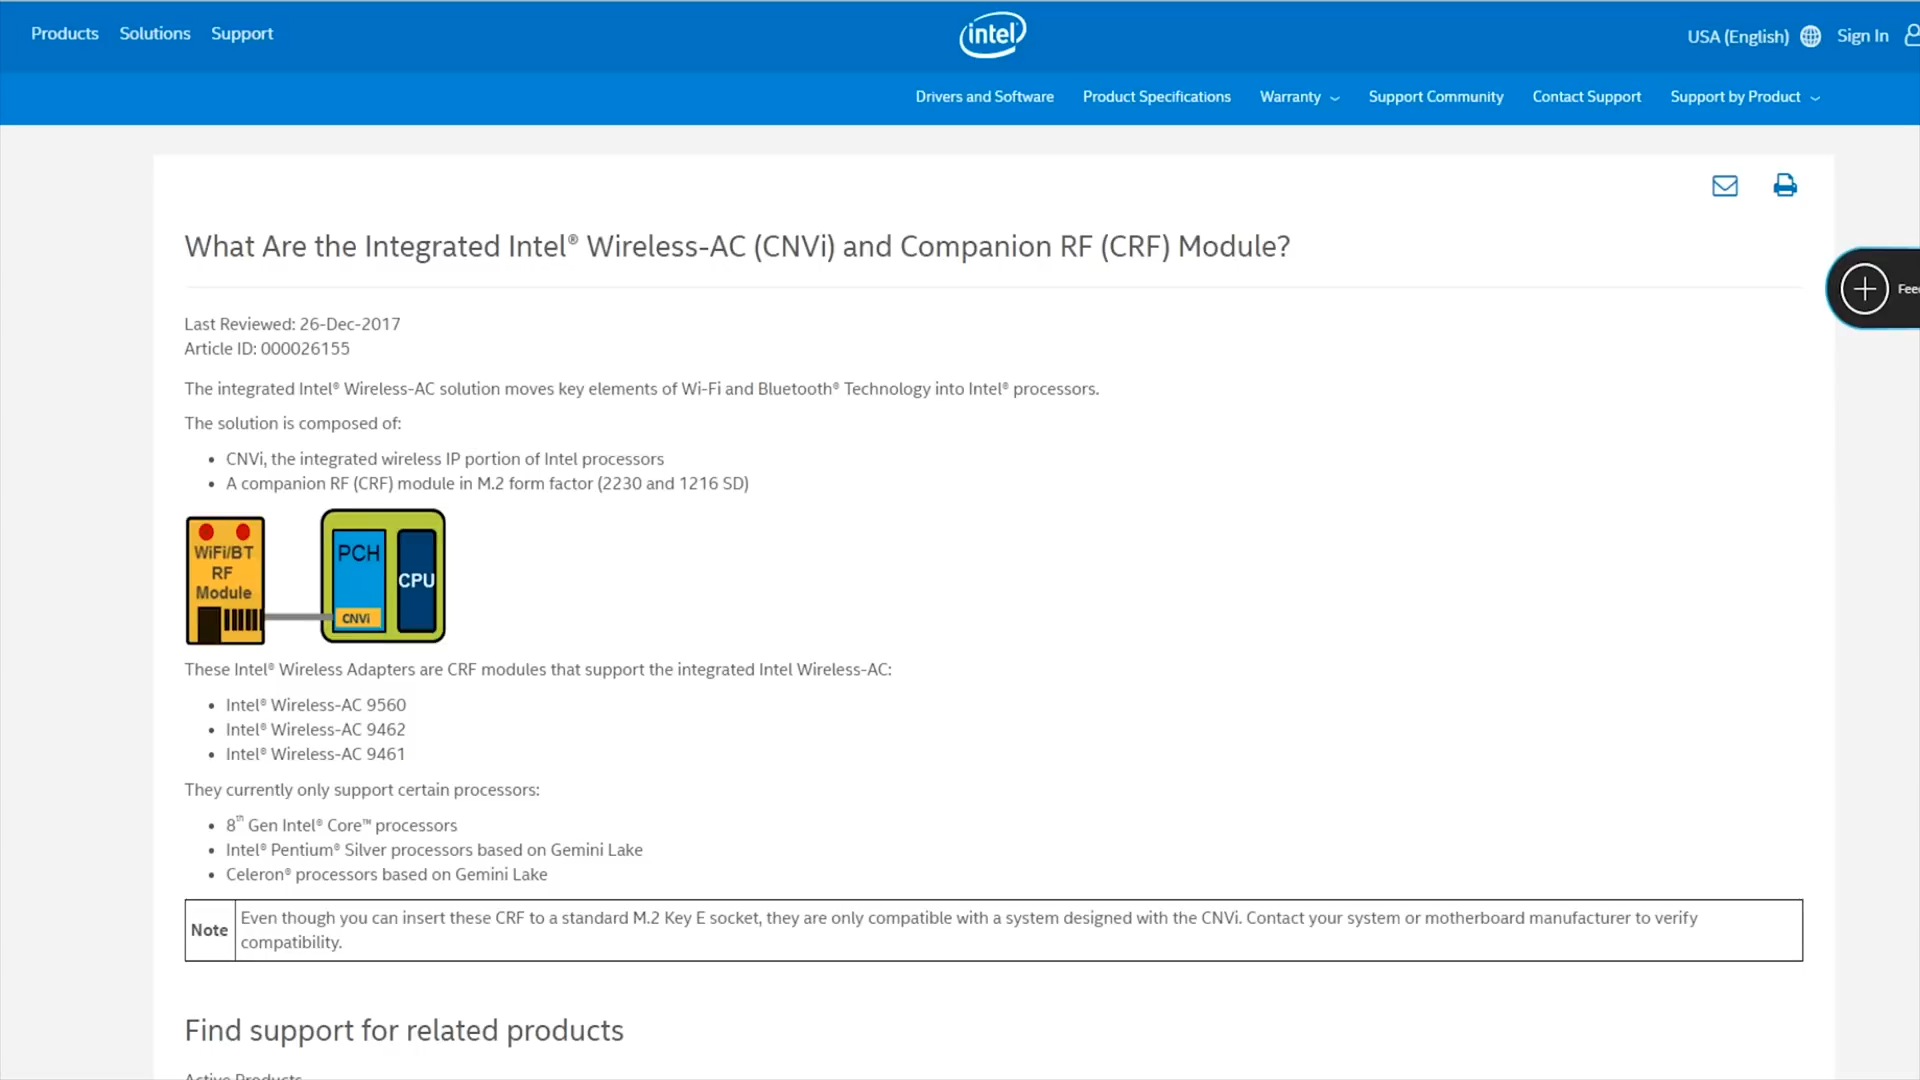 Products Solutions Support
intel
USA (English) Sign In
Drivers and Software Product Specifications Warranty Support Community Contact Support Support by Product
What Are the Integrated Intel® Wireless-AC (CNVi) and Companion RF (CRF) Module?
Last Reviewed: 26-Dec-2017
Article ID: 000026155
The integrated Intel® Wireless-AC solution moves key elements of Wi-Fi and Bluetooth® Technology into Intel® processors.
The solution is composed of:
• CNVi, the integrated wireless IP portion of Intel processors
• A companion RF (CRF) module in M.2 form factor (2230 and 1216 SD)
WiFi/BT
RF
Module
PCH
CPU
CNVi
These Intel® Wireless Adapters are CRF modules that support the integrated Intel Wireless-AC:
• Intel® Wireless-AC 9560
• Intel® Wireless-AC 9462
• Intel® Wireless-AC 9461
They currently only support certain processors:
• 8th Gen Intel® Core™ processors
• Intel® Pentium® Silver processors based on Gemini Lake
• Celeron® processors based on Gemini Lake
Note
Even though you can insert these CRF to a standard M.2 Key E socket, they are only compatible with a system designed with the CNVi. Contact your system or motherboard manufacturer to verify
compatibility.
Find support for related products
Active Products